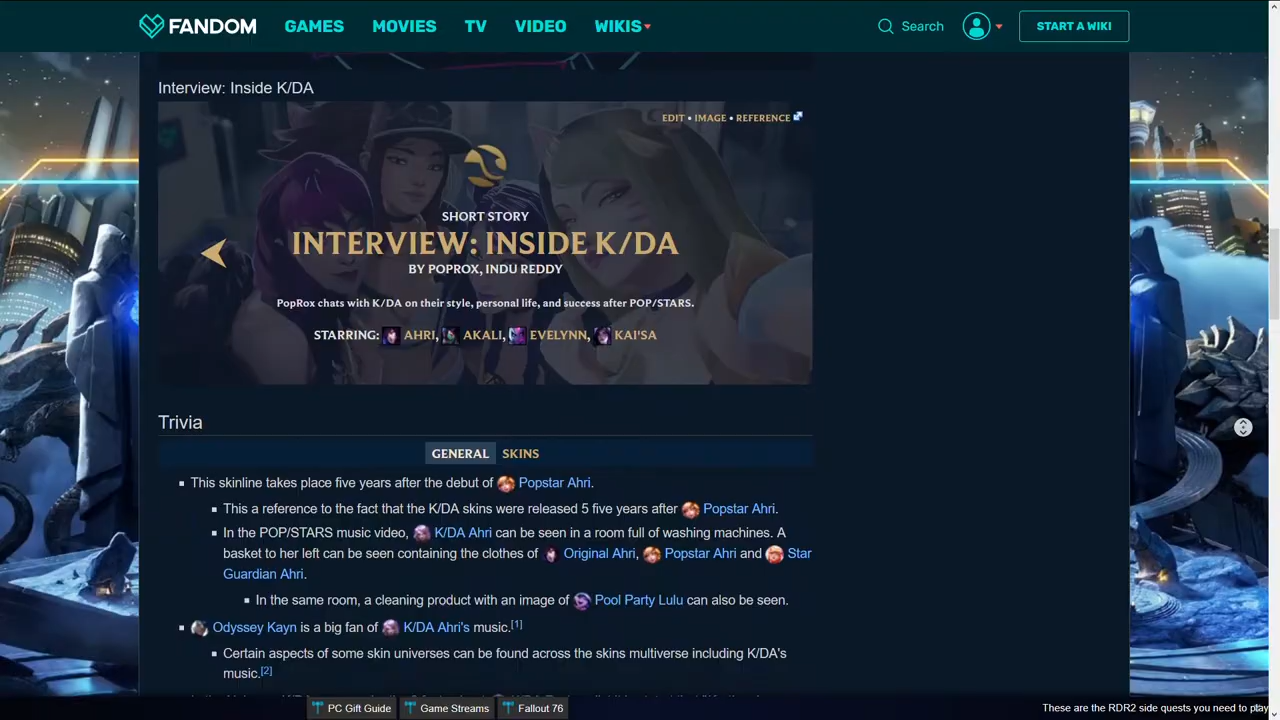 FANDOM GAMES MOVIES TV VIDEO WIKIS Search START A WIKI
Interview: Inside K/DA
EDIT • IMAGE • REFERENCE
SHORT STORY
INTERVIEW: INSIDE K/DA
BY POPROX, INDU REDDY
PopRox chats with K/DA on their style, personal life, and success after POP/STARS.
STARRING: AHRI, AKALI, EVELYNN, KAI'SA
Trivia
GENERAL SKINS
This skinline takes place five years after the debut of Popstar Ahri.
This a reference to the fact that the K/DA skins were released 5 five years after Popstar Ahri.
In the POP/STARS music video, K/DA Ahri can be seen in a room full of washing machines. A
basket to her left can be seen containing the clothes of Original Ahri, Popstar Ahri and Star
Guardian Ahri.
In the same room, a cleaning product with an image of Pool Party Lulu can also be seen.
Odyssey Kayn is a big fan of K/DA Ahri's music.[1]
Certain aspects of some skin universes can be found across the skins multiverse including K/DA's
music.[2]
PC Gift Guide Game Streams Fallout 76 These are the RDR2 side quests you need to play